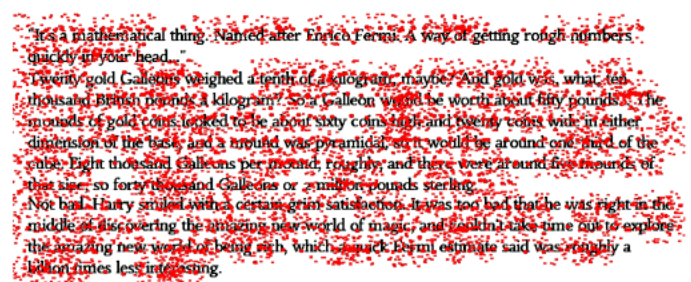 "It's a mathematical thing. Named after Enrico Fermi. A way of getting rough numbers
quickly in your head..."
Twenty gold Galleons weighed a tenth of a kilogram, maybe? And gold was, what, ten
thousand British pounds a kilogram? So a Galleon would be worth about fifty pounds... The
mounds of gold coins looked to be about sixty coins high and twenty coins wide in either
dimension of the base, and a mound was pyramidal, so it would be around one third of the
cube. Eight thousand Galleons per mound, roughly, and there were around five mounds of
that size, so forty thousand Galleons or 2 million pounds sterling.
Not bad. Harry smiled with a certain grim satisfaction. It was too bad that he was right in the
middle of discovering the amazing new world of magic, and couldn't take time out to explore
the amazing new world of being rich, which a quick Fermi estimate said was roughly a
billion times less interesting.